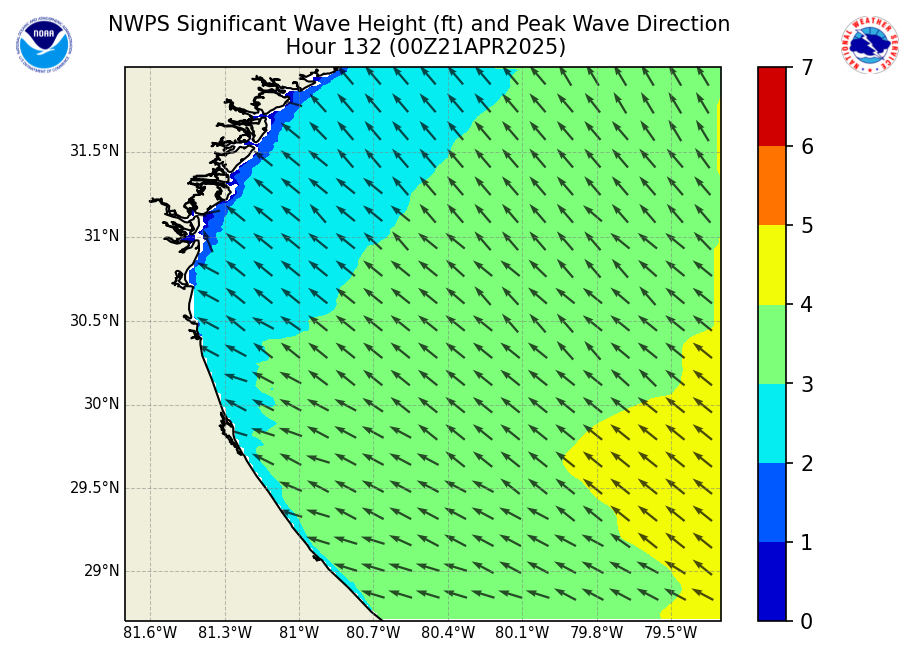 NWPS Significant Wave Height (ft) and Peak Wave Direction
Hour 132 (00Z21APR2025)
NOAA
NATIONAL WEATHER SERVICE
31.5°N
31°N
30.5°N
30°N
29.5°N
29°N
81.6°W 81.3°W 81°W 80.7°W 80.4°W 80.1°W 79.8°W 79.5°W
7
6
5
4
3
2
1
0